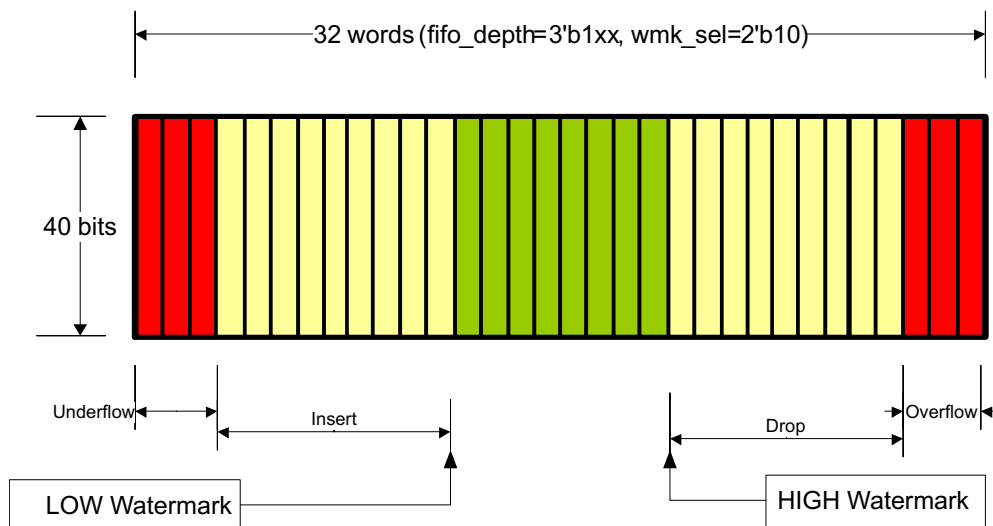 32 words (fifo_depth=3'b1xx, wmk_sel=2'b10)
40 bits
Underflow
Insert
Drop
Overflow
LOW Watermark
HIGH Watermark